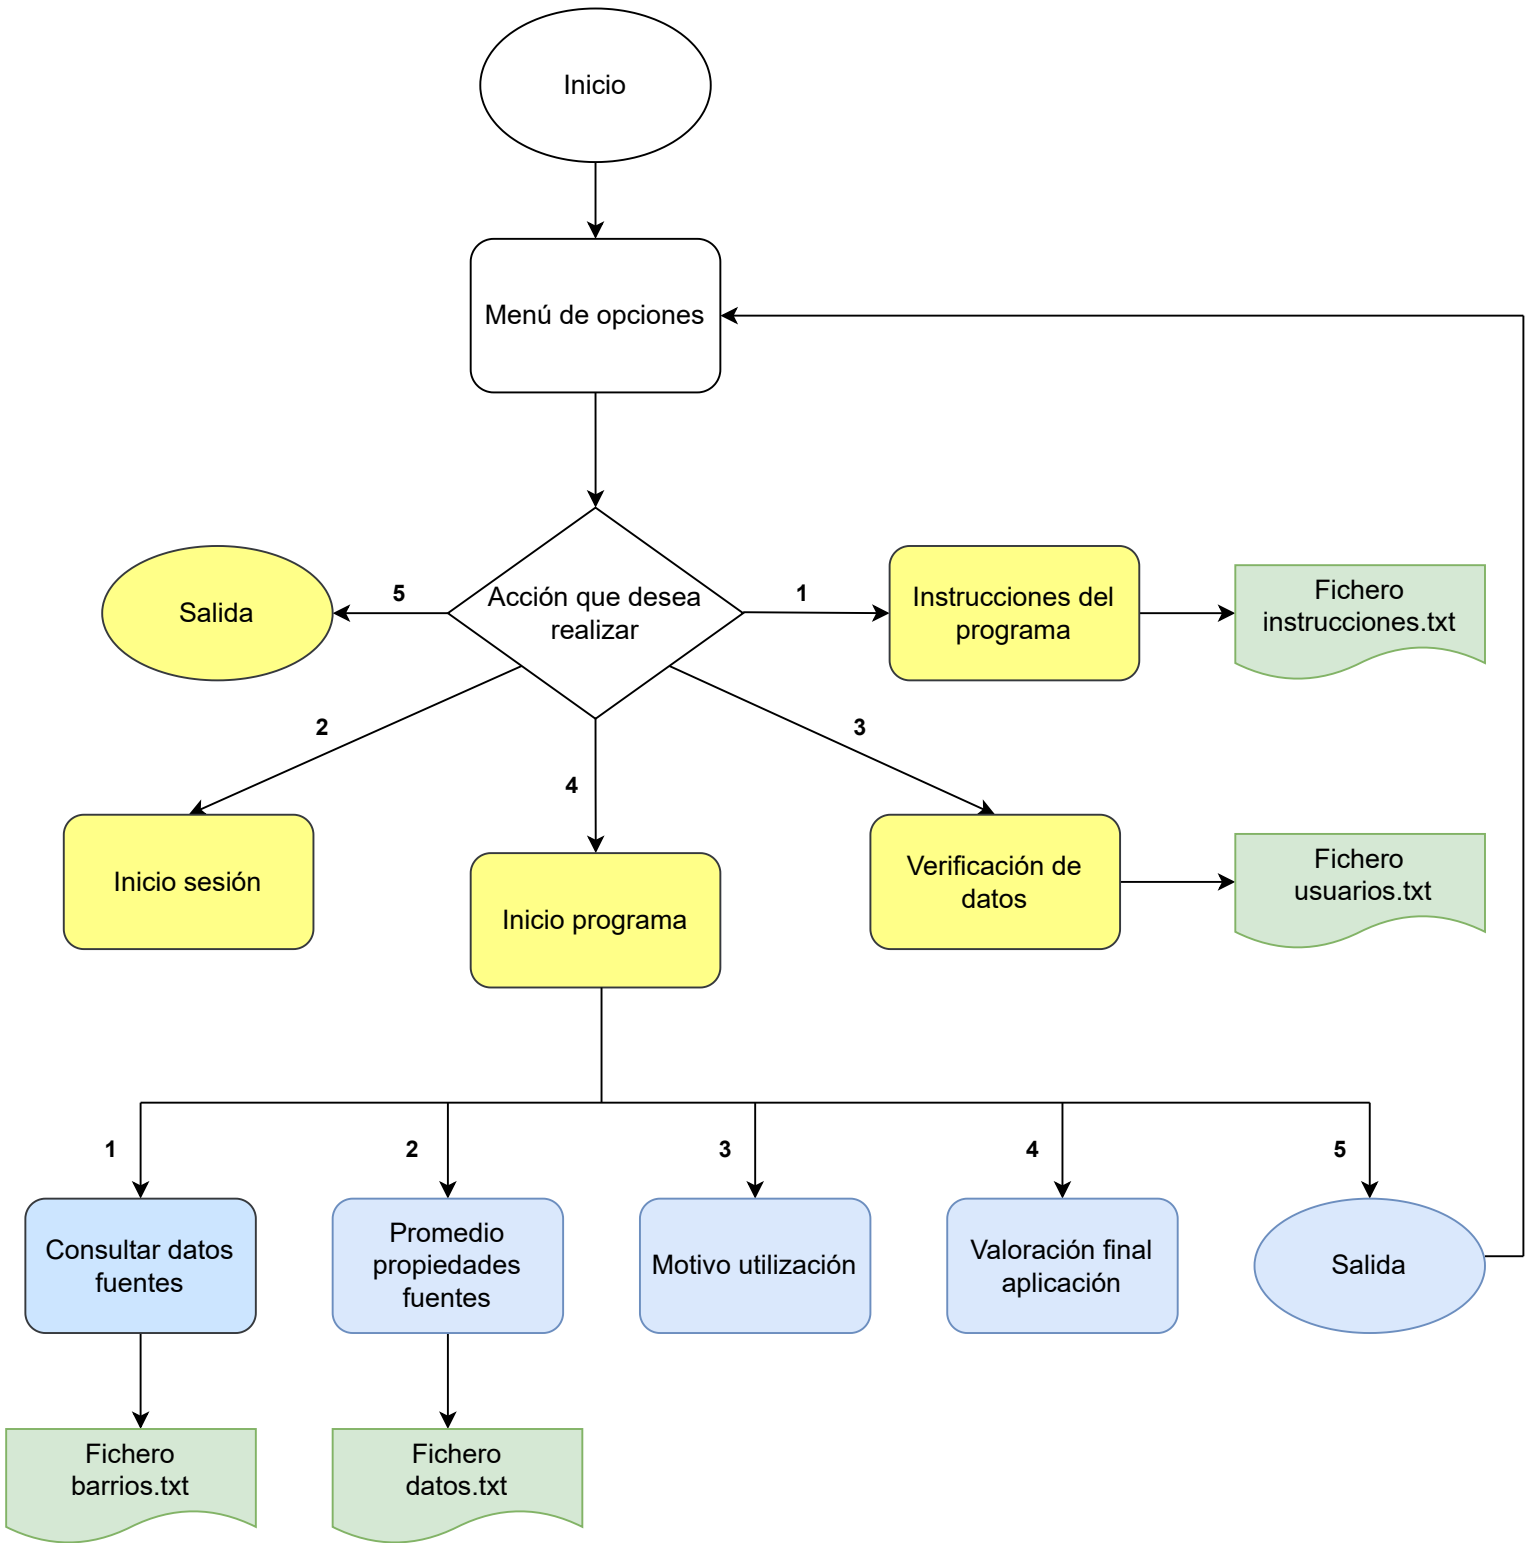 Inicio
Menú de opciones
Acción que desea
realizar
5
Salida
1
Instrucciones del
programa
Fichero
instrucciones.txt
2
Inicio sesión
4
Inicio programa
3
Verificación de
datos
Fichero
usuarios.txt
1
Consultar datos
fuentes
2
Promedio
propiedades
fuentes
3
Motivo utilización
4
Valoración final
aplicación
5
Salida
Fichero
barrios.txt
Fichero
datos.txt